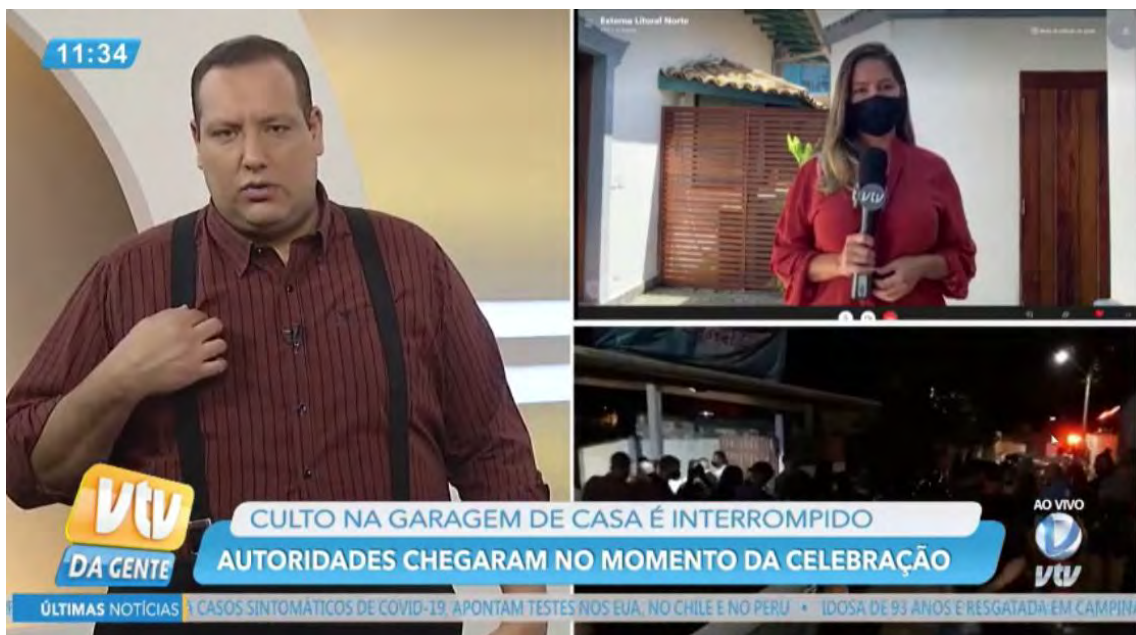 11:34
Externa Litoral Norte
vtv
vtv
DA GENTE
CULTO NA GARAGEM DE CASA É INTERROMPIDO
AUTORIDADES CHEGARAM NO MOMENTO DA CELEBRAÇÃO
AO VIVO
vtv
ÚLTIMAS NOTÍCIAS
CASOS SINTOMÁTICOS DE COVID-19, APONTAM TESTES NOS EUA, NO CHILE E NO PERU • IDOSA DE 93 ANOS É RESGATADA EM CAMPINA